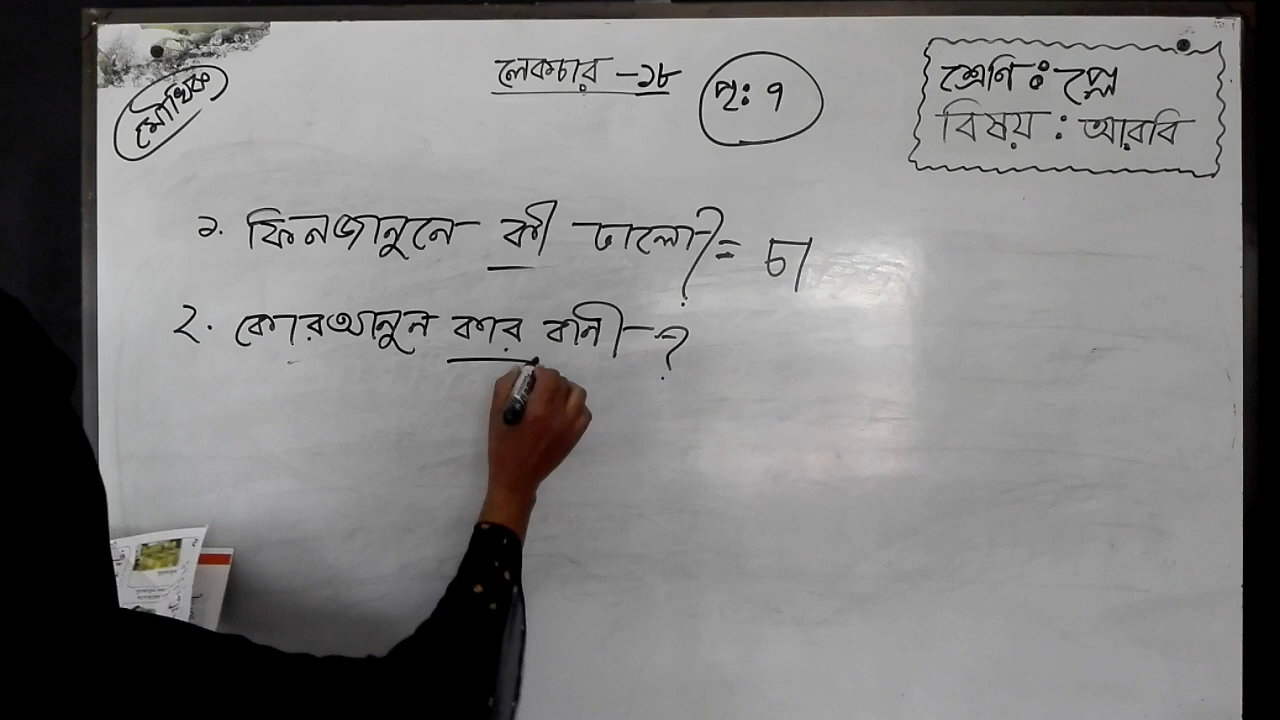 মৌখিক
লেকচার -১৮
পৃ: ৭
শ্রেণি : প্লে
বিষয় : আরবি
১. ফিনজানুনে কী ঢালো? = চা
২. কোরআনুন কার বানী-?